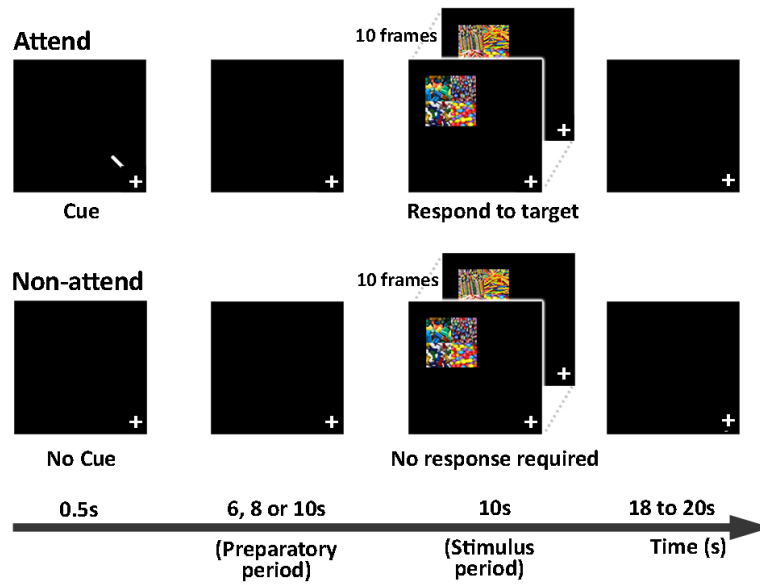 Attend
10 frames
Cue
Respond to target
Non-attend
10 frames
No Cue
No response required
0.5s
6, 8 or 10s
10s
18 to 20s
(Preparatory
period)
(Stimulus
period)
Time (s)